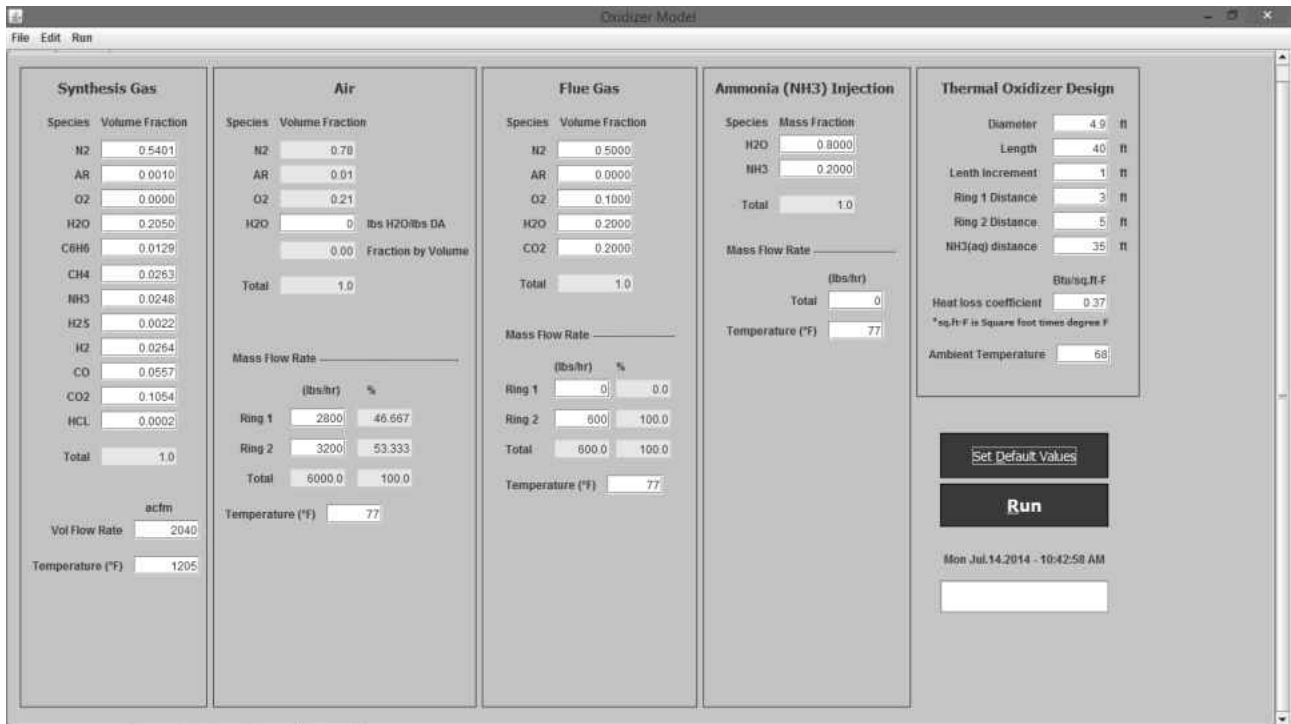 Oxidizer Model
File Edit Run
Synthesis Gas
Species Volume Fraction
N2 0.5401
AR 0.0010
O2 0.0000
H2O 0.2050
C6H6 0.0129
CH4 0.0263
NH3 0.0248
H2S 0.0022
H2 0.0264
CO 0.0557
CO2 0.1054
HCL 0.0002
Total 1.0
acfm
Vol Flow Rate 2040
Temperature (°F) 1205
Air
Species Volume Fraction
N2 0.78
AR 0.01
O2 0.21
H2O 0 lbs H2O/lbs DA
0.00 Fraction by Volume
Total 1.0
Mass Flow Rate
(lbs/hr) %
Ring 1 2800 46.667
Ring 2 3200 53.333
Total 6000.0 100.0
Temperature (°F) 77
Flue Gas
Species Volume Fraction
N2 0.5000
AR 0.0000
O2 0.1000
H2O 0.2000
CO2 0.2000
Total 1.0
Mass Flow Rate
(lbs/hr) %
Ring 1 0 0.0
Ring 2 600 100.0
Total 600.0 100.0
Temperature (°F) 77
Ammonia (NH3) Injection
Species Mass Fraction
H2O 0.8000
NH3 0.2000
Total 1.0
Mass Flow Rate
(lbs/hr)
Total 0
Temperature (°F) 77
Thermal Oxidizer Design
Diameter 4.9 ft
Length 40 ft
Lenth Increment 1 ft
Ring 1 Distance 3 ft
Ring 2 Distance 5 ft
NH3(aq) distance 35 ft
Btu/sq.ft-F
Heat loss coefficient 0.37
*sq.ft-F is Square foot times degree F
Ambient Temperature 68
Set Default Values
Run
Mon Jul.14.2014 - 10:42:58 AM